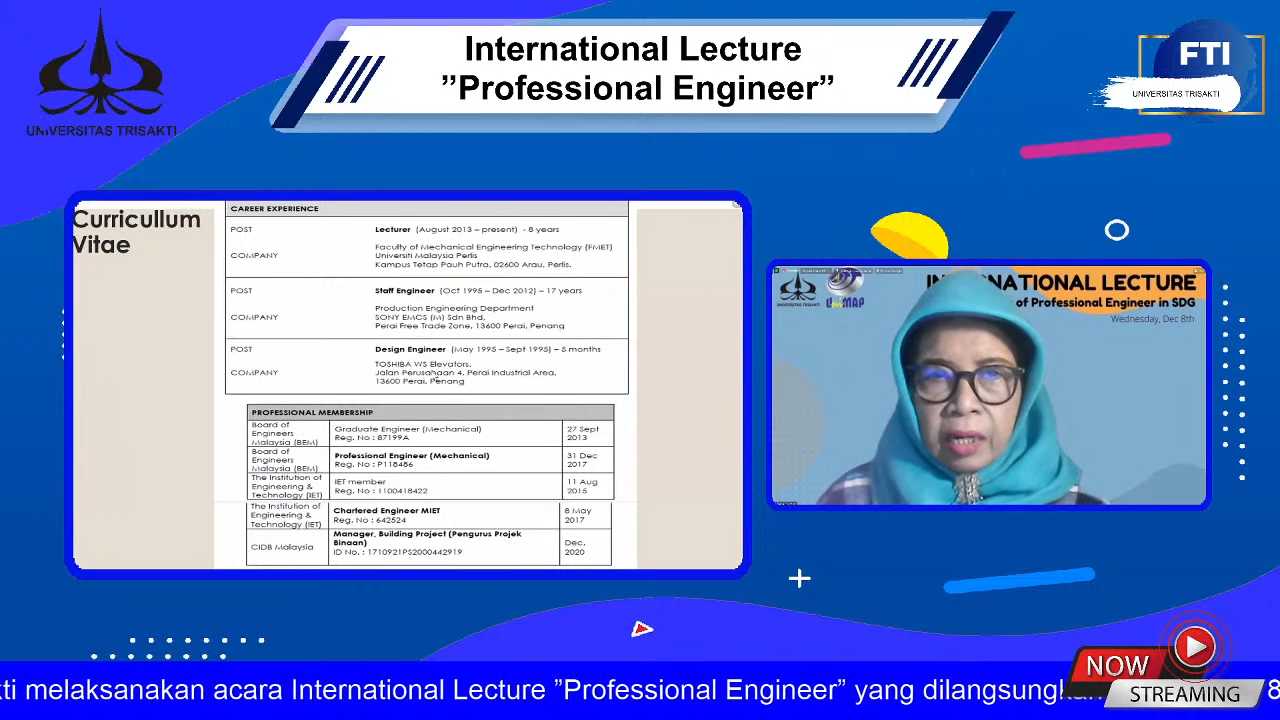 International Lecture
”Professional Engineer”
UNIVERSITAS TRISAKTI
FTI
UNIVERSITAS TRISAKTI
Curricullum
Vitae
CAREER EXPERIENCE
POST Lecturer (August 2013 – present) - 8 years
COMPANY Faculty of Mechanical Engineering Technology (FMET)
Universiti Malaysia Perlis
Kampus Tetap Pauh Putra, 02600 Arau, Perlis.
POST Staff Engineer (Oct 1995 – Dec 2012) – 17 years
COMPANY Production Engineering Department
SONY EMCS (M) Sdn Bhd,
Perai Free Trade Zone, 13600 Perai, Penang
POST Design Engineer (May 1995 – Sept 1995) – 5 months
COMPANY TOSHIBA WS Elevators,
Jalan Perusahaan 4, Perai Industrial Area,
13600 Perai, Penang
PROFESSIONAL MEMBERSHIP
Board of
Engineers
Malaysia (BEM)
Graduate Engineer (Mechanical)
Reg. No : 87199A
27 Sept
2013
Board of
Engineers
Malaysia (BEM)
Professional Engineer (Mechanical)
Reg. No : P118486
31 Dec
2017
The Institution of
Engineering &
Technology (IET)
IET member
Reg. No : 1100418422
11 Aug
2015
The Institution of
Engineering &
Technology (IET)
Chartered Engineer MIET
Reg. No : 642524
8 May
2017
CIDB Malaysia
Manager, Building Project (Pengurus Projek
Binaan)
ID No. : 1710921PS2000442919
Dec,
2020
INTERNATIONAL LECTURE
of Professional Engineer in SDG
Wednesday, Dec 8th
UniMAP
kti melaksanakan acara International Lecture ”Professional Engineer” yang dilangsungkan 8
NOW
STREAMING